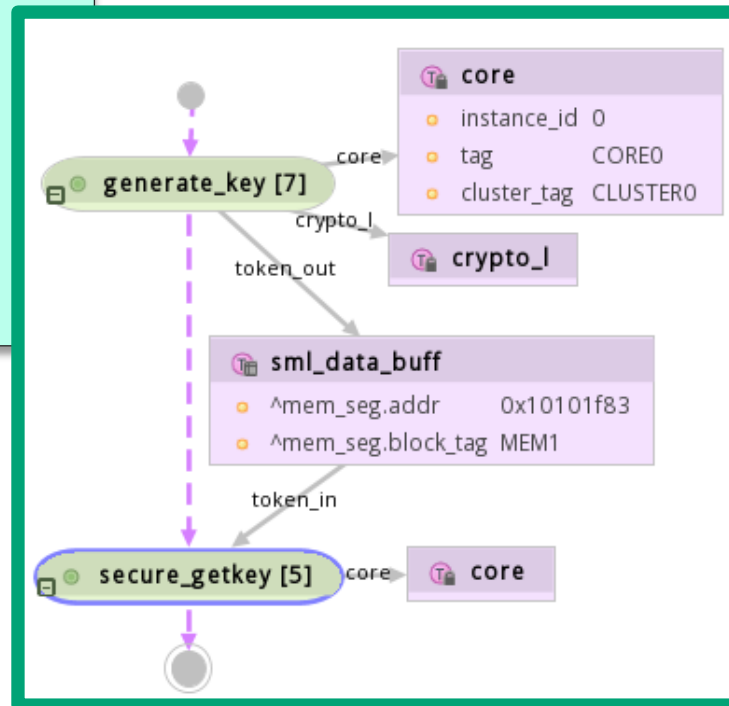 core
instance_id 0
tag CORE0
cluster_tag CLUSTER0
core
generate_key [7]
crypto_l
crypto_l
token_out
sml_data_buff
^mem_seg.addr 0x10101f83
^mem_seg.block_tag MEM1
token_in
secure_getkey [5]
core
core